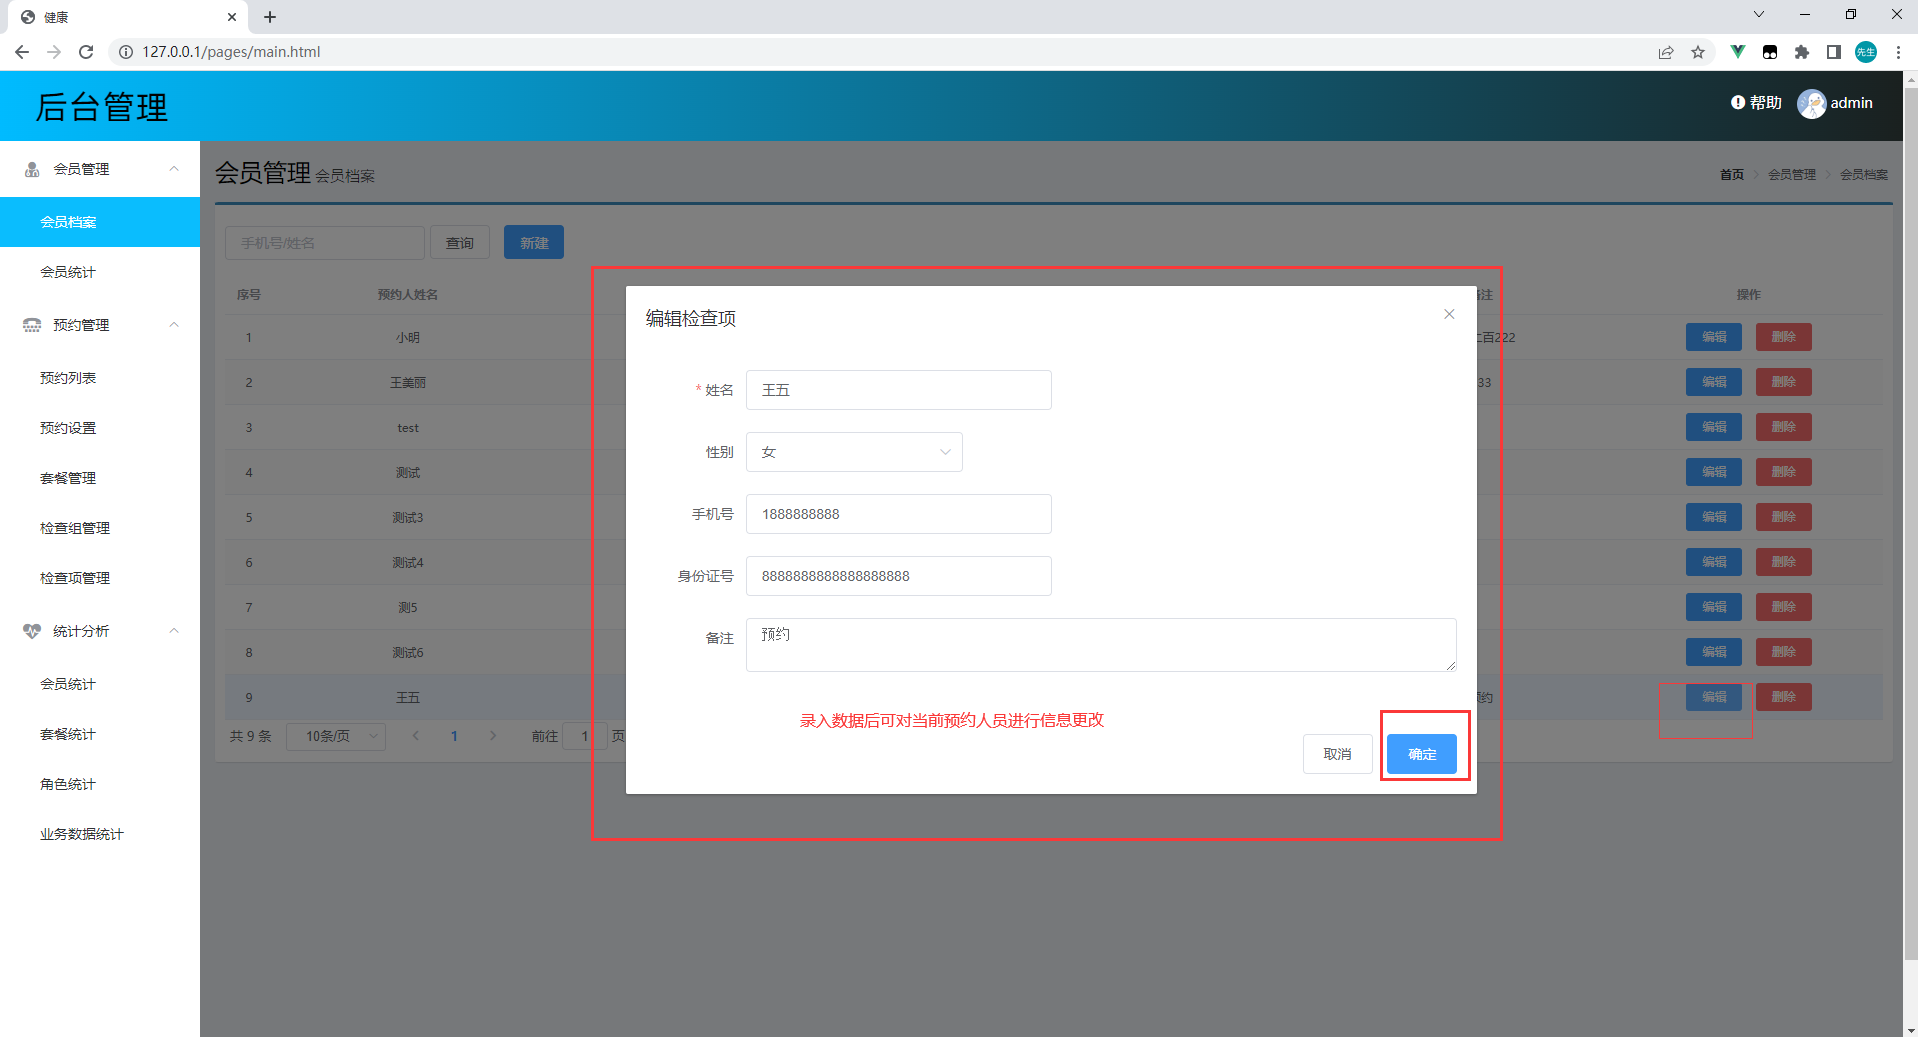 健康
127.0.0.1/pages/main.html
先生
后台管理
帮助
admin
会员管理
会员档案
会员统计
预约管理
预约列表
预约设置
套餐管理
检查组管理
检查项管理
统计分析
会员统计
套餐统计
角色统计
业务数据统计
会员管理 会员档案
首页 会员管理 会员档案
手机号/姓名 查询 新建
序号 预约人姓名 注 操作
1 小明 百222 编辑 删除
2 王美丽 33 编辑 删除
3 test 编辑 删除
4 测试 编辑 删除
5 测试3 编辑 删除
6 测试4 编辑 删除
7 测5 编辑 删除
8 测试6 编辑 删除
9 王五 约 编辑 删除
共 9 条 10条/页 1 前往 1 页
编辑检查项
* 姓名 王五
性别 女
手机号 1888888888
身份证号 8888888888888888888
备注 预约
录入数据后可对当前预约人员进行信息更改
取消 确定